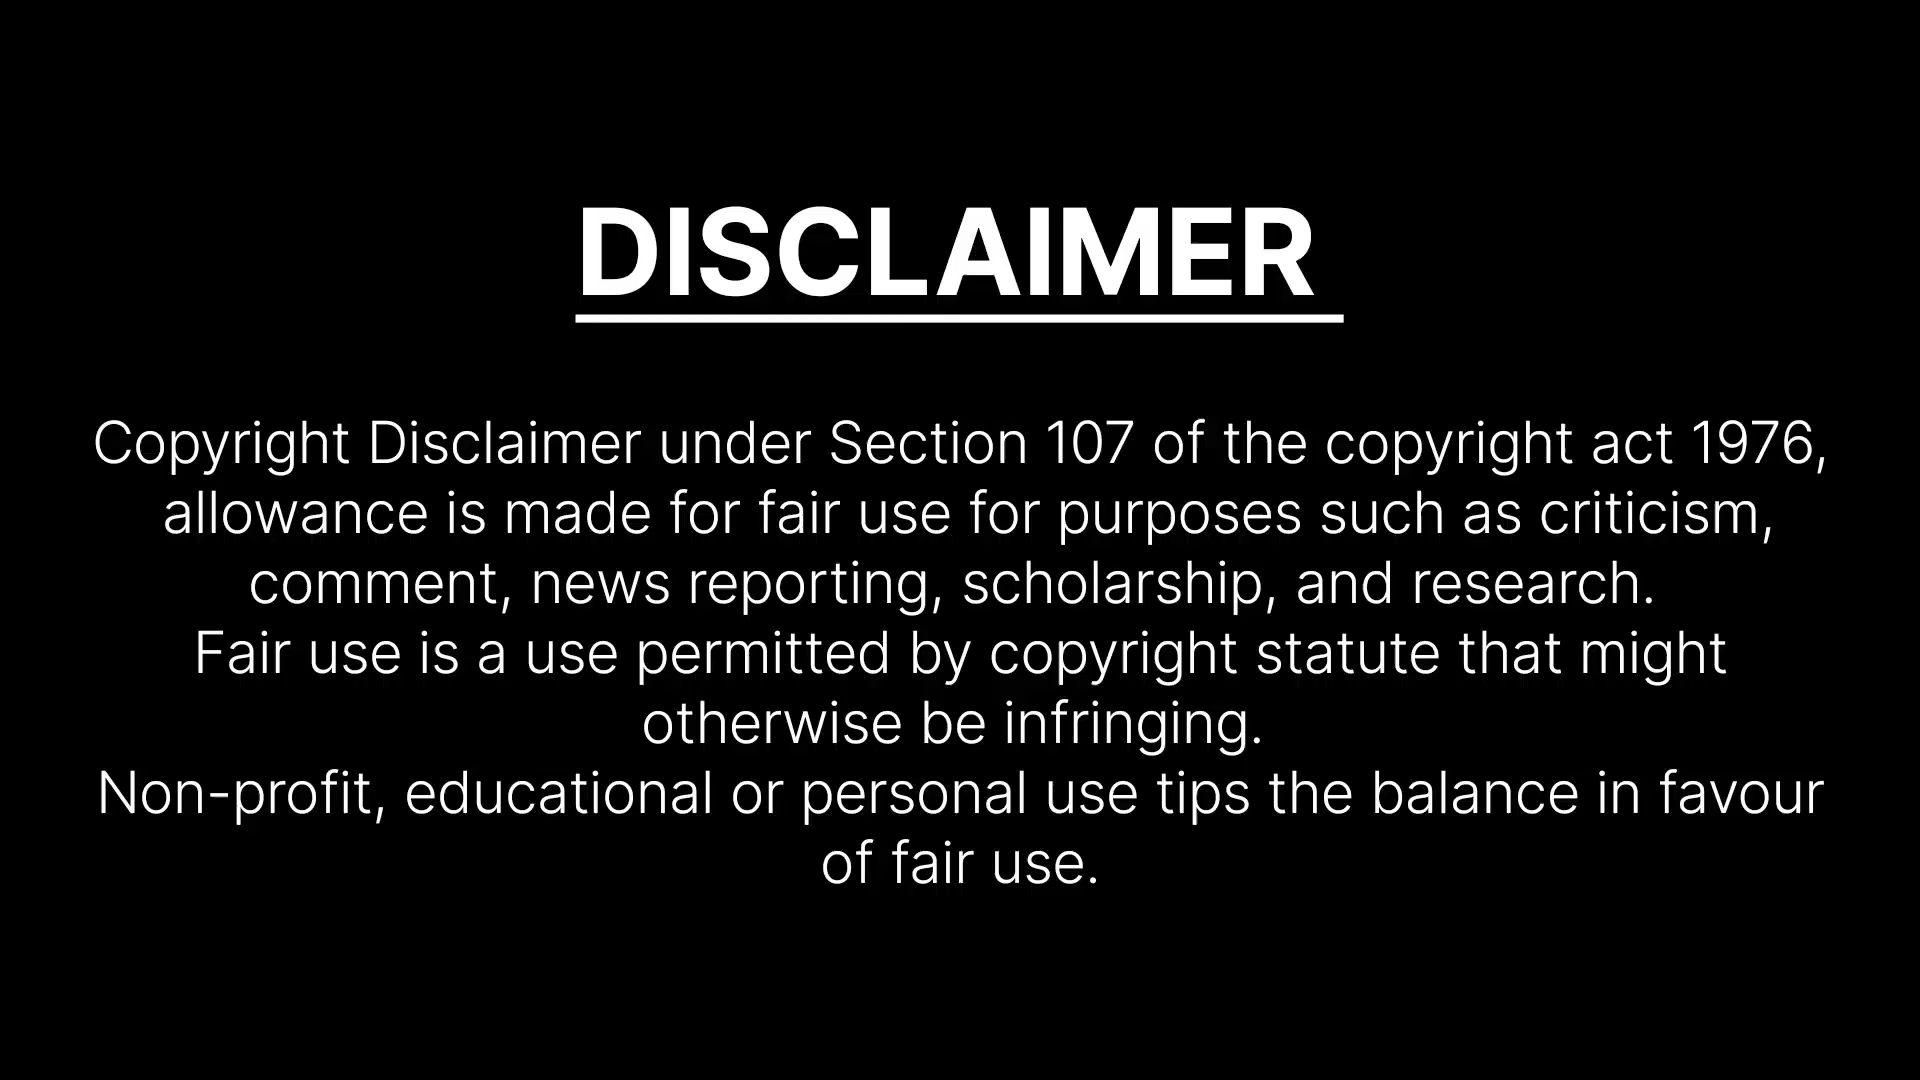 DISCLAIMER
Copyright Disclaimer under Section 107 of the copyright act 1976,
allowance is made for fair use for purposes such as criticism,
comment, news reporting, scholarship, and research.
Fair use is a use permitted by copyright statute that might
otherwise be infringing.
Non-profit, educational or personal use tips the balance in favour
of fair use.